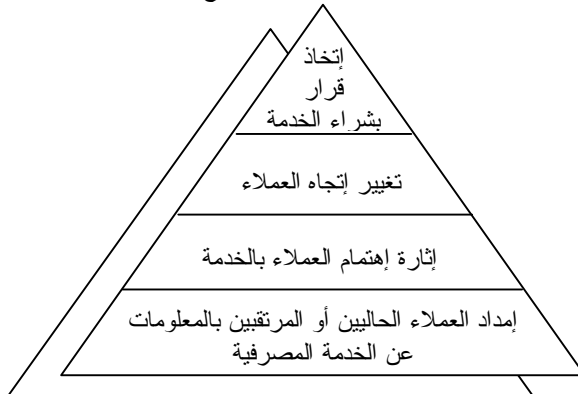 إتخاذ
قرار
بشراء الخدمة
تغيير إتجاه العملاء
إثارة إهتمام العملاء بالخدمة
إمداد العملاء الحاليين أو المرتقبين بالمعلومات
عن الخدمة المصرفية